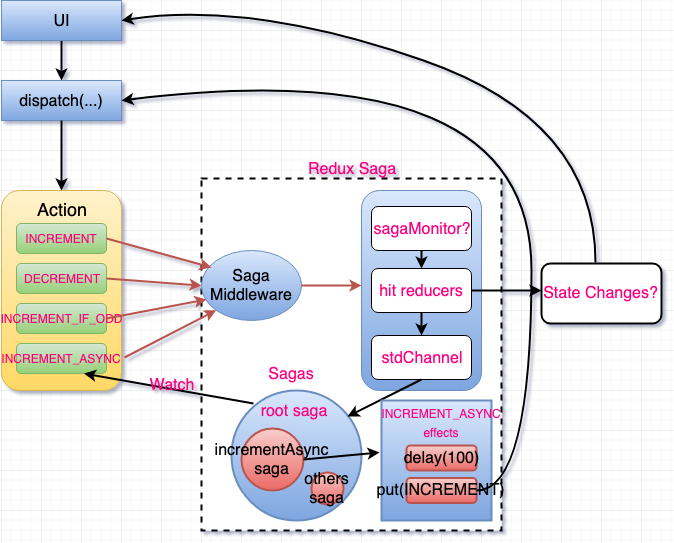 UI
dispatch(...)
Redux Saga
Action
INCREMENT
DECREMENT
INCREMENT_IF_ODD
INCREMENT_ASYNC
Saga
Middleware
sagaMonitor?
hit reducers
stdChannel
State Changes?
Watch
Sagas
root saga
incrementAsync
saga
others
saga
INCREMENT_ASYNC
effects
delay(100)
put(INCREMENT)